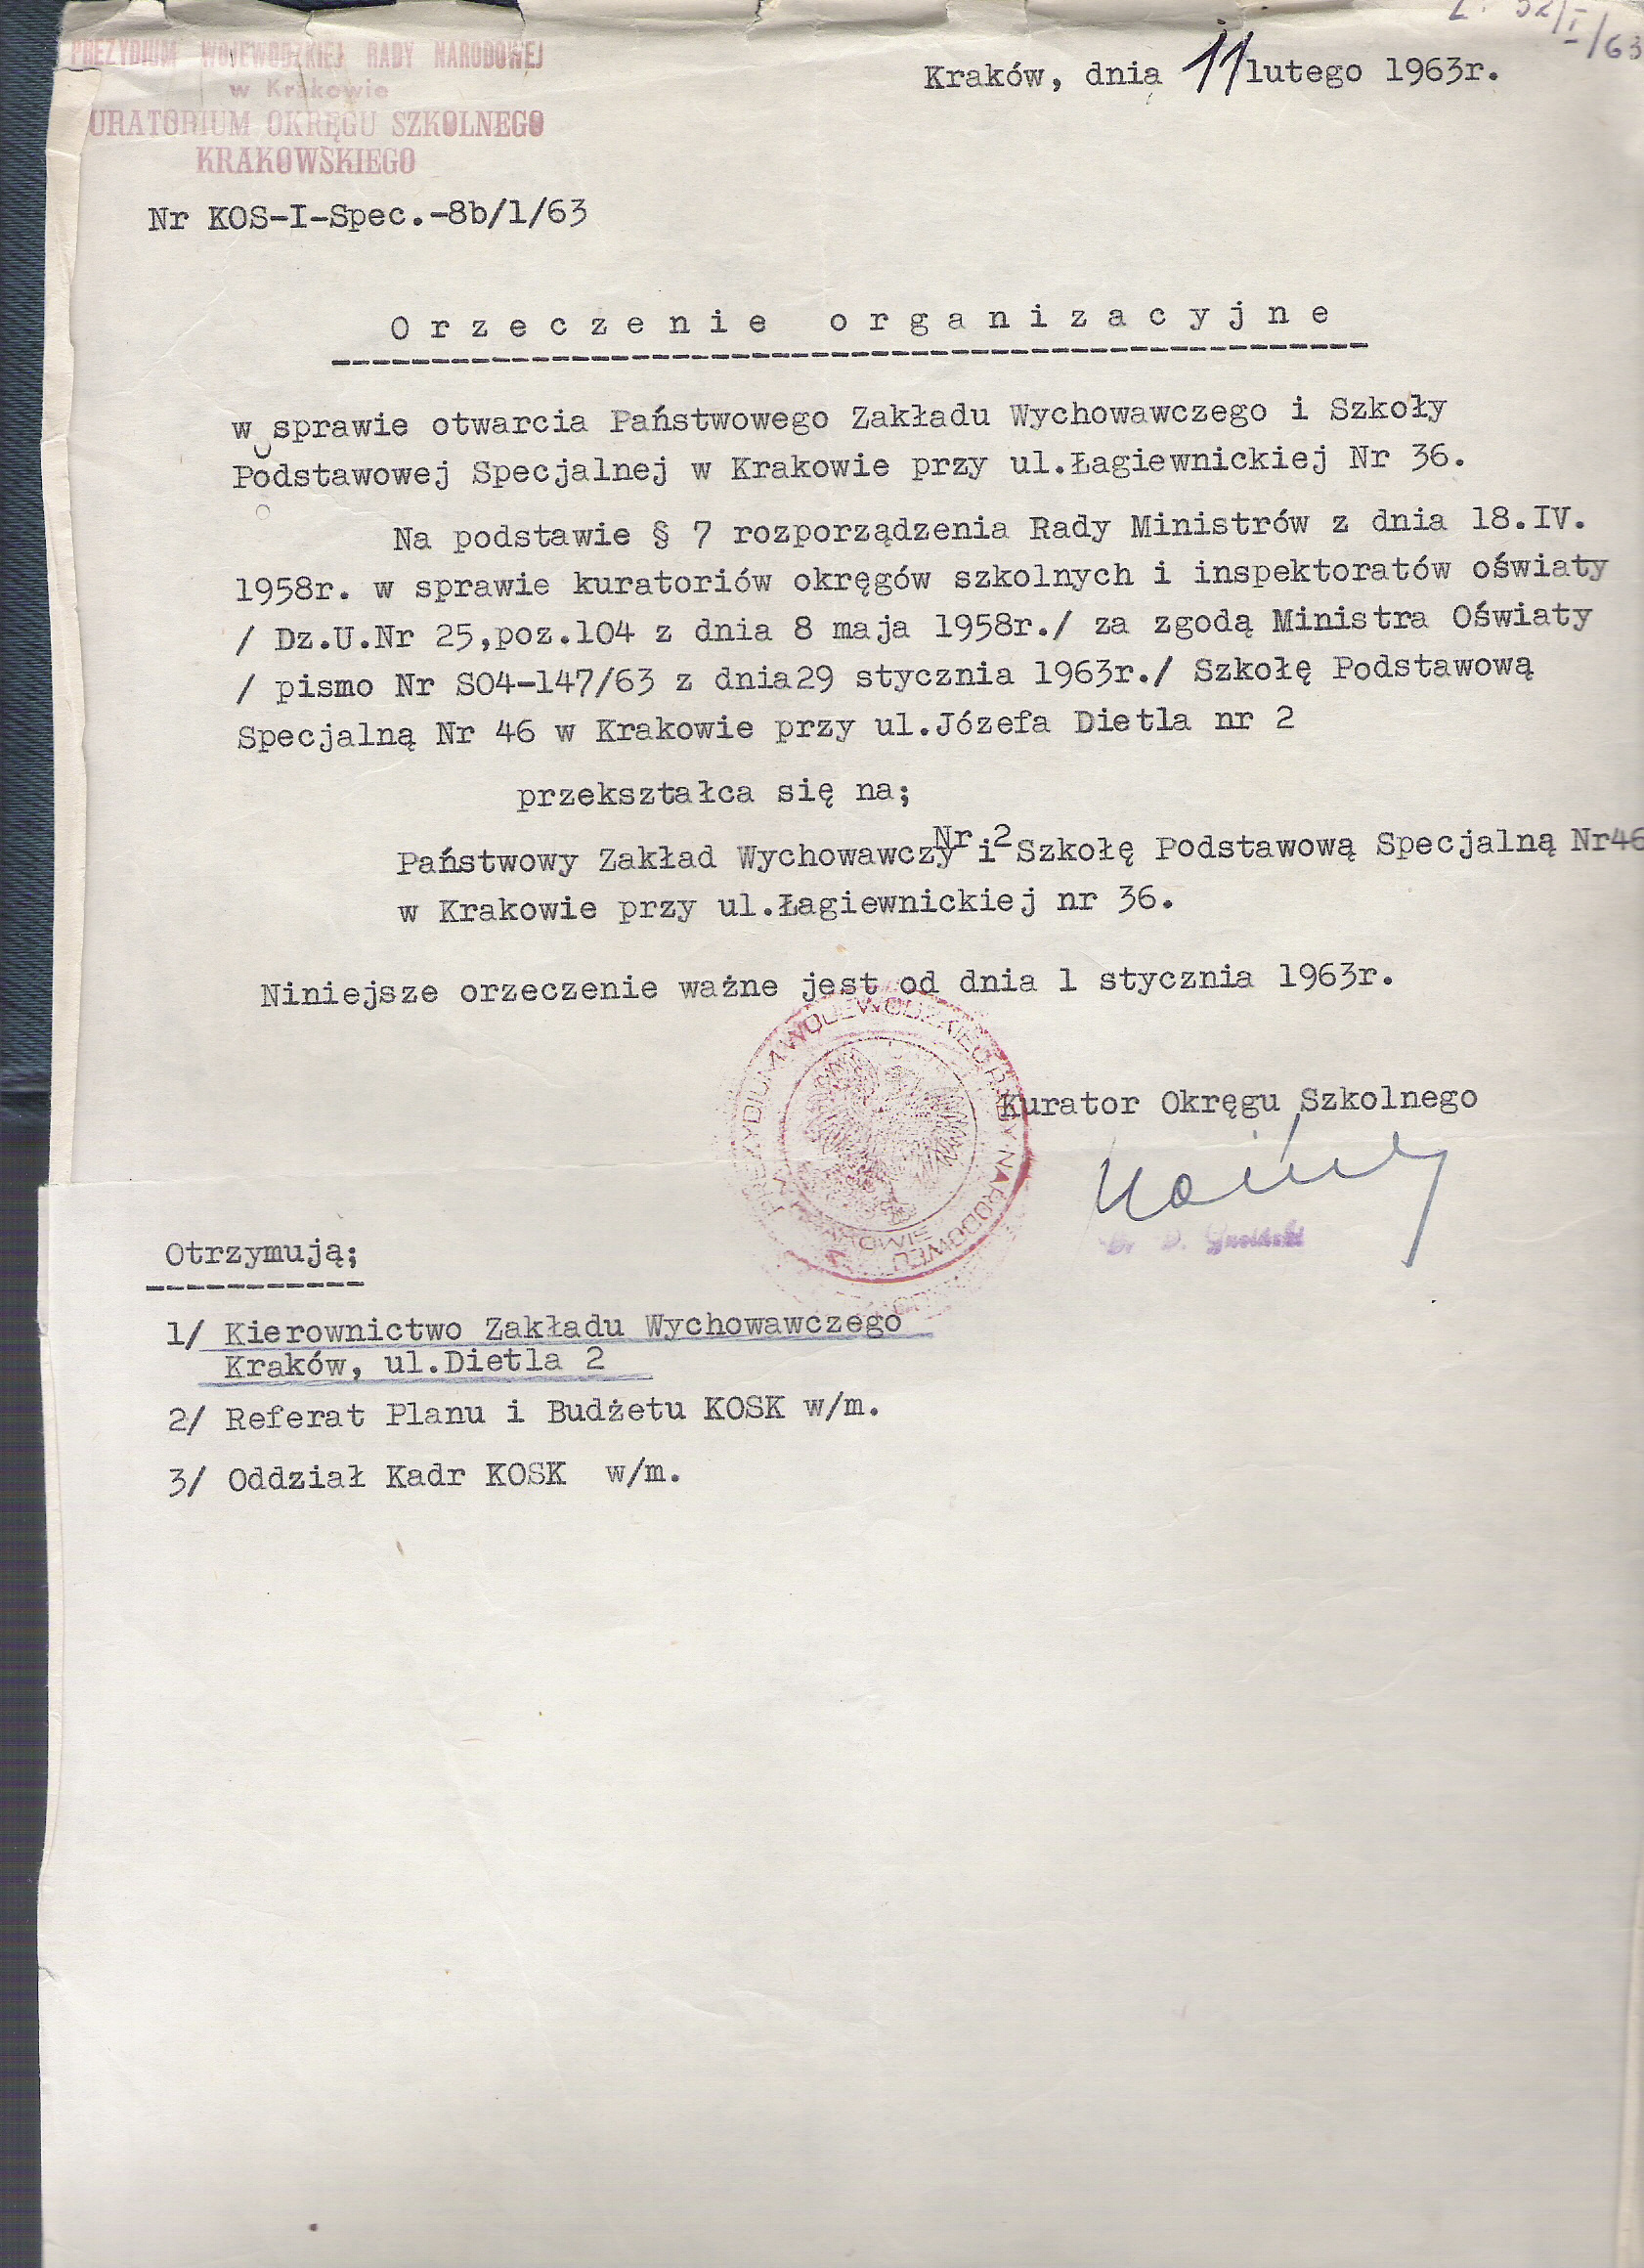 PREZYDIUM WOJEWÓDZKIEJ RADY NARODOWEJ
w Krakowie
URATORIUM OKRĘGU SZKOLNEGO
KRAKOWSKIEGO
/I/63
Kraków, dnia 11 lutego 1963r.
Nr KOS-I-Spec.-8b/1/63
Orzeczenie organizacyjne
w sprawie otwarcia Państwowego Zakładu Wychowawczego i Szkoły
Podstawowej Specjalnej w Krakowie przy ul.Łagiewnickiej Nr 36.
Na podstawie § 7 rozporządzenia Rady Ministrów z dnia 18.IV.
1958r. w sprawie kuratoriów okręgów szkolnych i inspektoratów oświaty
/ Dz.U.Nr 25,poz.104 z dnia 8 maja 1958r./ za zgodą Ministra Oświaty
/ pismo Nr SO4-147/63 z dnia29 stycznia 1963r./ Szkołę Podstawową
Specjalną Nr 46 w Krakowie przy ul.Józefa Dietla nr 2
przekształca się na;
Państwowy Zakład Wychowawczy Nr 2 i Szkołę Podstawową Specjalną Nr46
w Krakowie przy ul.Łagiewnickiej nr 36.
Niniejsze orzeczenie ważne jest od dnia 1 stycznia 1963r.
PREZYDIUM WOJEWÓDZKIEJ RADY NARODOWEJ
W KRAKOWIE
Kurator Okręgu Szkolnego
Otrzymują;
1/ Kierownictwo Zakładu Wychowawczego
Kraków, ul.Dietla 2
2/ Referat Planu i Budżetu KOSK w/m.
3/ Oddział Kadr KOSK w/m.